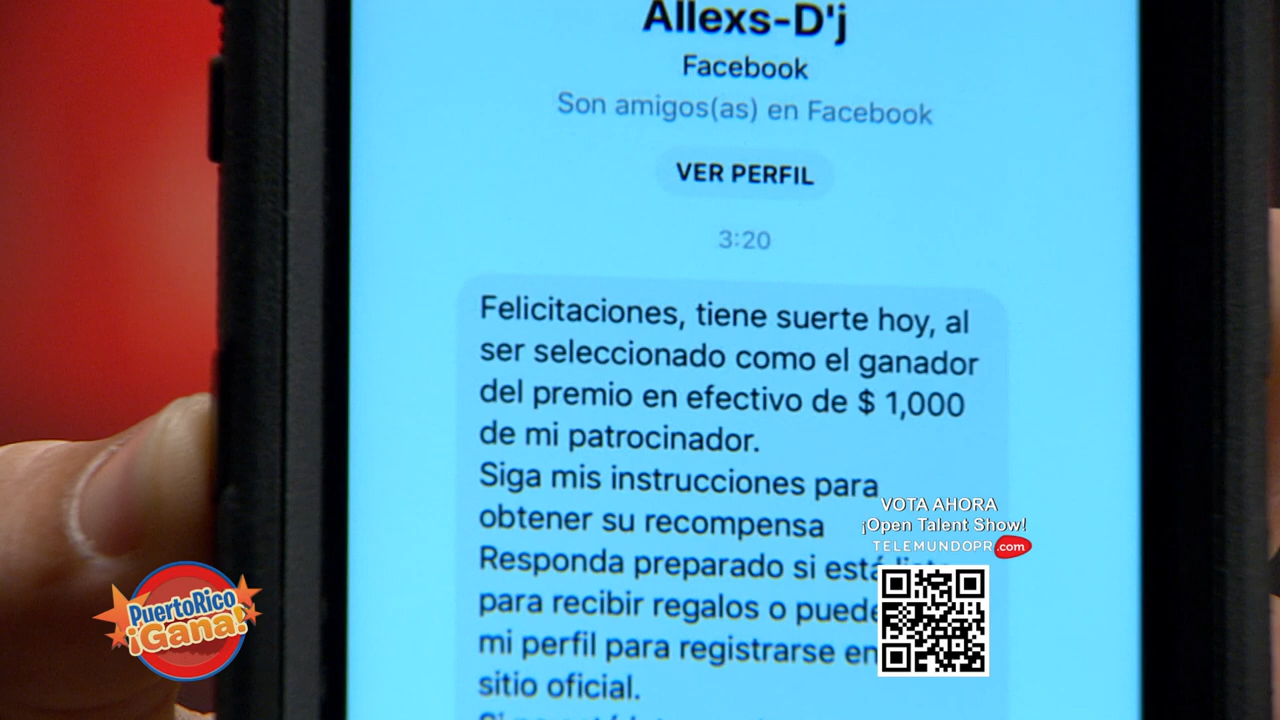 Allexs-D'j
Facebook
Son amigos(as) en Facebook
VER PERFIL
3:20
Felicitaciones, tiene suerte hoy, al
ser seleccionado como el ganador
del premio en efectivo de $ 1,000
de mi patrocinador.
Siga mis instrucciones para
obtener su recompensa
Responda preparado si está
para recibir regalos o puede
mi perfil para registrarse en
sitio oficial.
VOTA AHORA
¡Open Talent Show!
TELEMUNDOPR.com
PuertoRico
¡Gana!